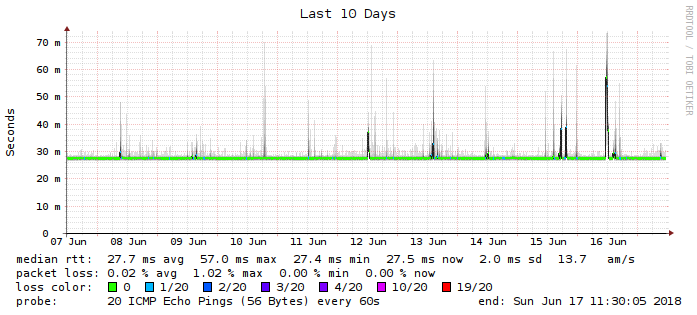 Last 10 Days
RRDTOOL / TOBI OETIKER
Seconds
70 m
60 m
50 m
40 m
30 m
20 m
10 m
0
07 Jun 08 Jun 09 Jun 10 Jun 11 Jun 12 Jun 13 Jun 14 Jun 15 Jun 16 Jun
median rtt: 27.7 ms avg 57.0 ms max 27.4 ms min 27.5 ms now 2.0 ms sd 13.7 am/s
packet loss: 0.02 % avg 1.02 % max 0.00 % min 0.00 % now
loss color: 0 1/20 2/20 3/20 4/20 10/20 19/20
probe: 20 ICMP Echo Pings (56 Bytes) every 60s end: Sun Jun 17 11:30:05 2018